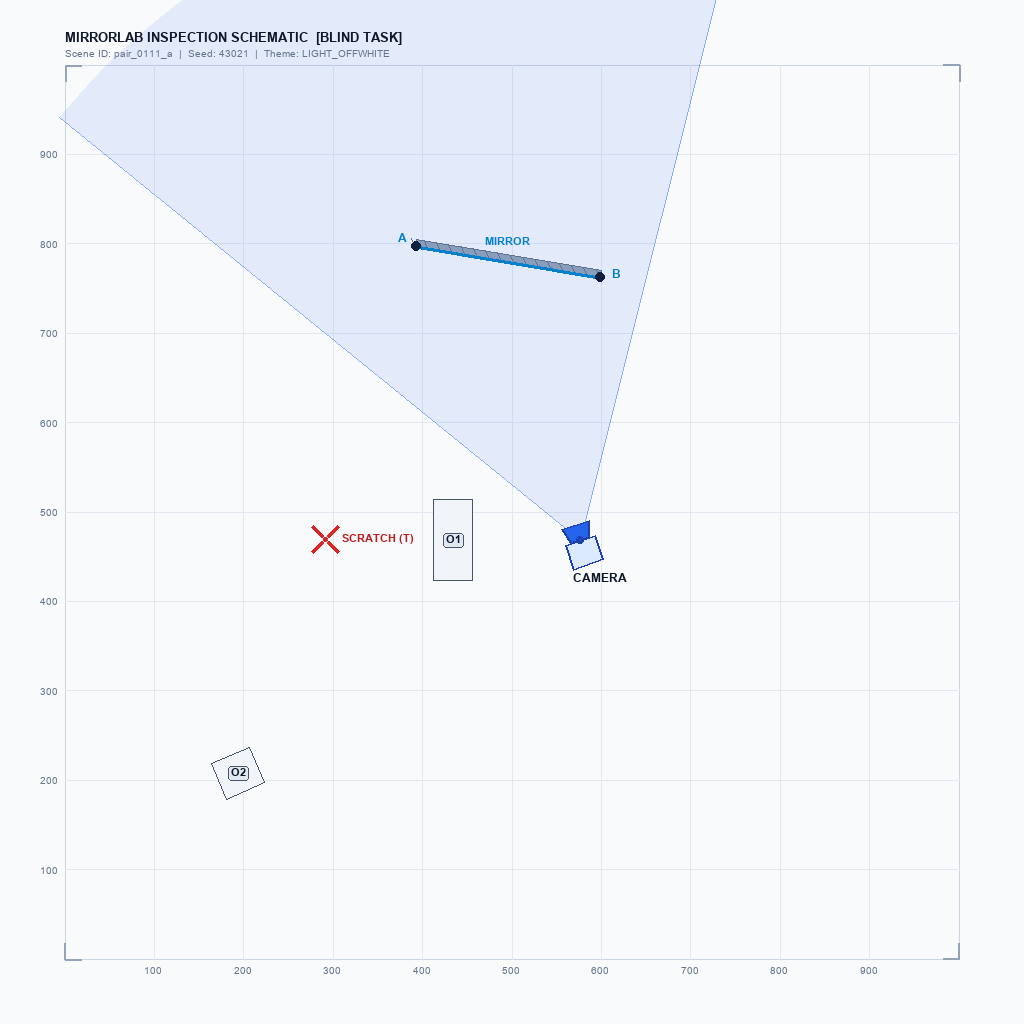 MIRRORLAB INSPECTION SCHEMATIC [BLIND TASK]
Scene ID: pair_0111_a | Seed: 43021 | Theme: LIGHT_OFFWHITE
900
800
700
600
500
400
300
200
100
A
MIRROR
B
SCRATCH (T)
O1
CAMERA
O2
100
200
300
400
500
600
700
800
900